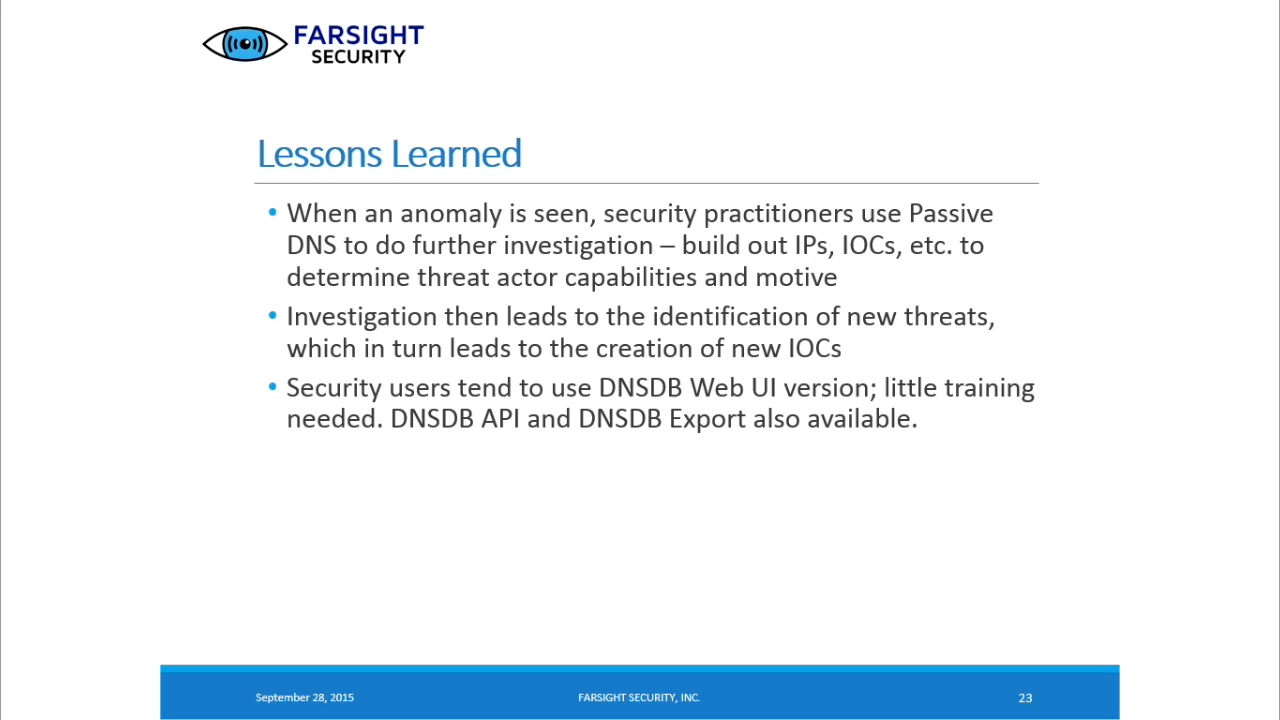 FARSIGHT
SECURITY
Lessons Learned
• When an anomaly is seen, security practitioners use Passive
DNS to do further investigation – build out IPs, IOCs, etc. to
determine threat actor capabilities and motive
• Investigation then leads to the identification of new threats,
which in turn leads to the creation of new IOCs
• Security users tend to use DNSDB Web UI version; little training
needed. DNSDB API and DNSDB Export also available.
September 28, 2015
FARSIGHT SECURITY, INC.
23